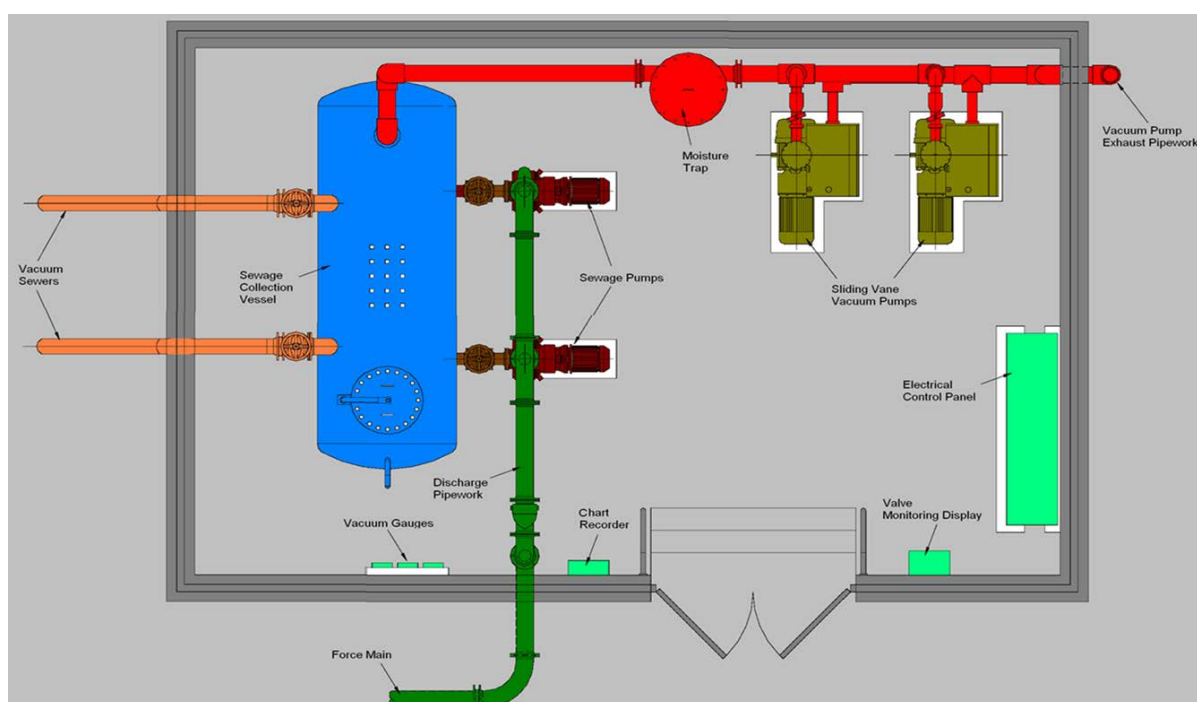 Vacuum Pump
Exhaust Pipework
Moisture
Trap
Vacuum
Sewers
Sewage
Collection
Vessel
Sewage Pumps
Sliding Vane
Vacuum Pumps
Electrical
Control Panel
Discharge
Pipework
Vacuum Gauges
Chart
Recorder
Valve
Monitoring Display
Force Main